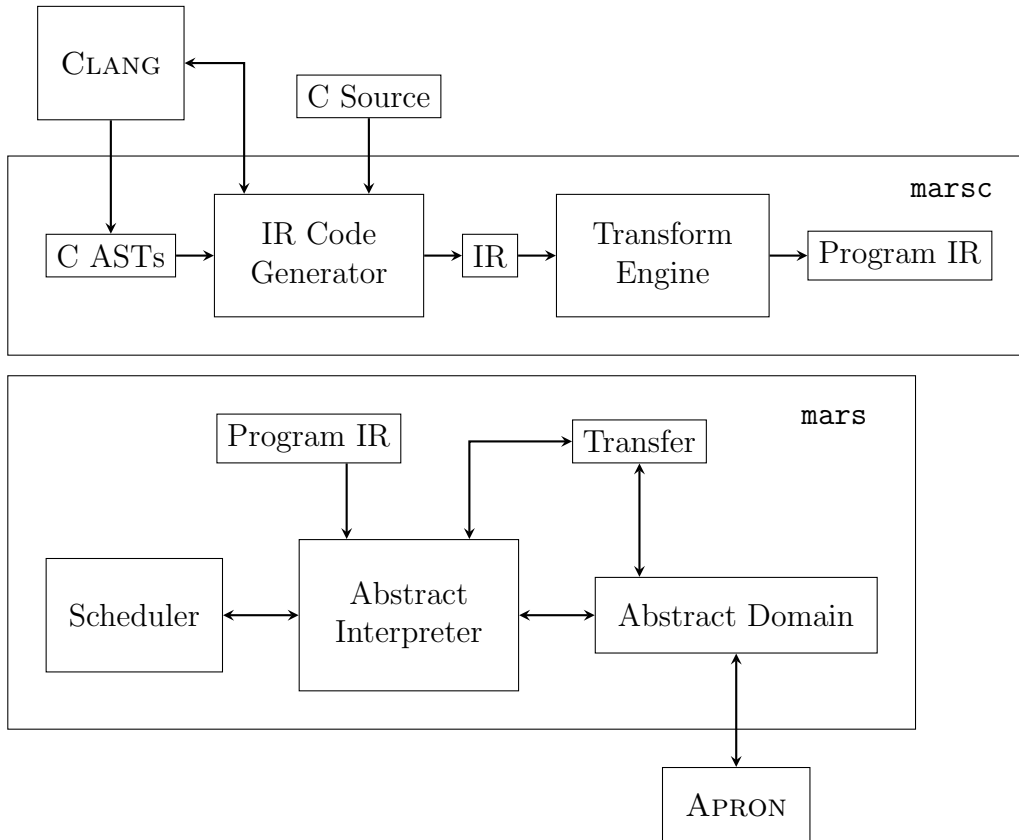 CLANG
C Source
marsc
C ASTs
IR Code
Generator
IR
Transform
Engine
Program IR
mars
Program IR
Transfer
Scheduler
Abstract
Interpreter
Abstract Domain
APRON